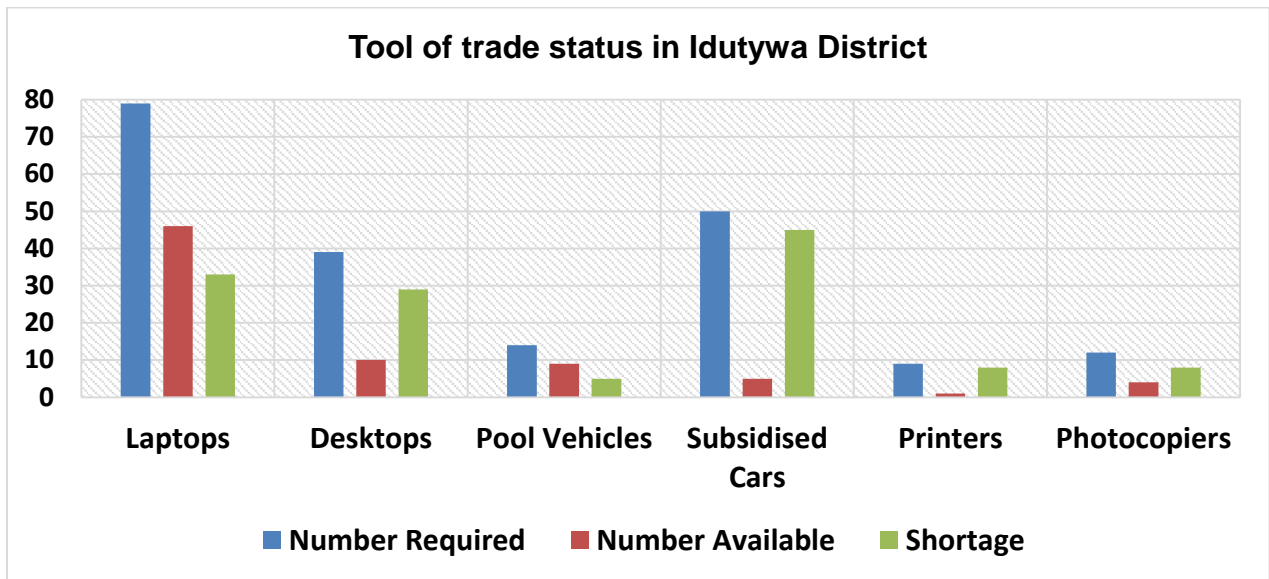 Tool of trade status in Idutywa District
80
70
60
50
40
30
20
10
0
Laptops
Desktops
Pool Vehicles
Subsidised
Cars
Printers
Photocopiers
Number Required
Number Available
Shortage